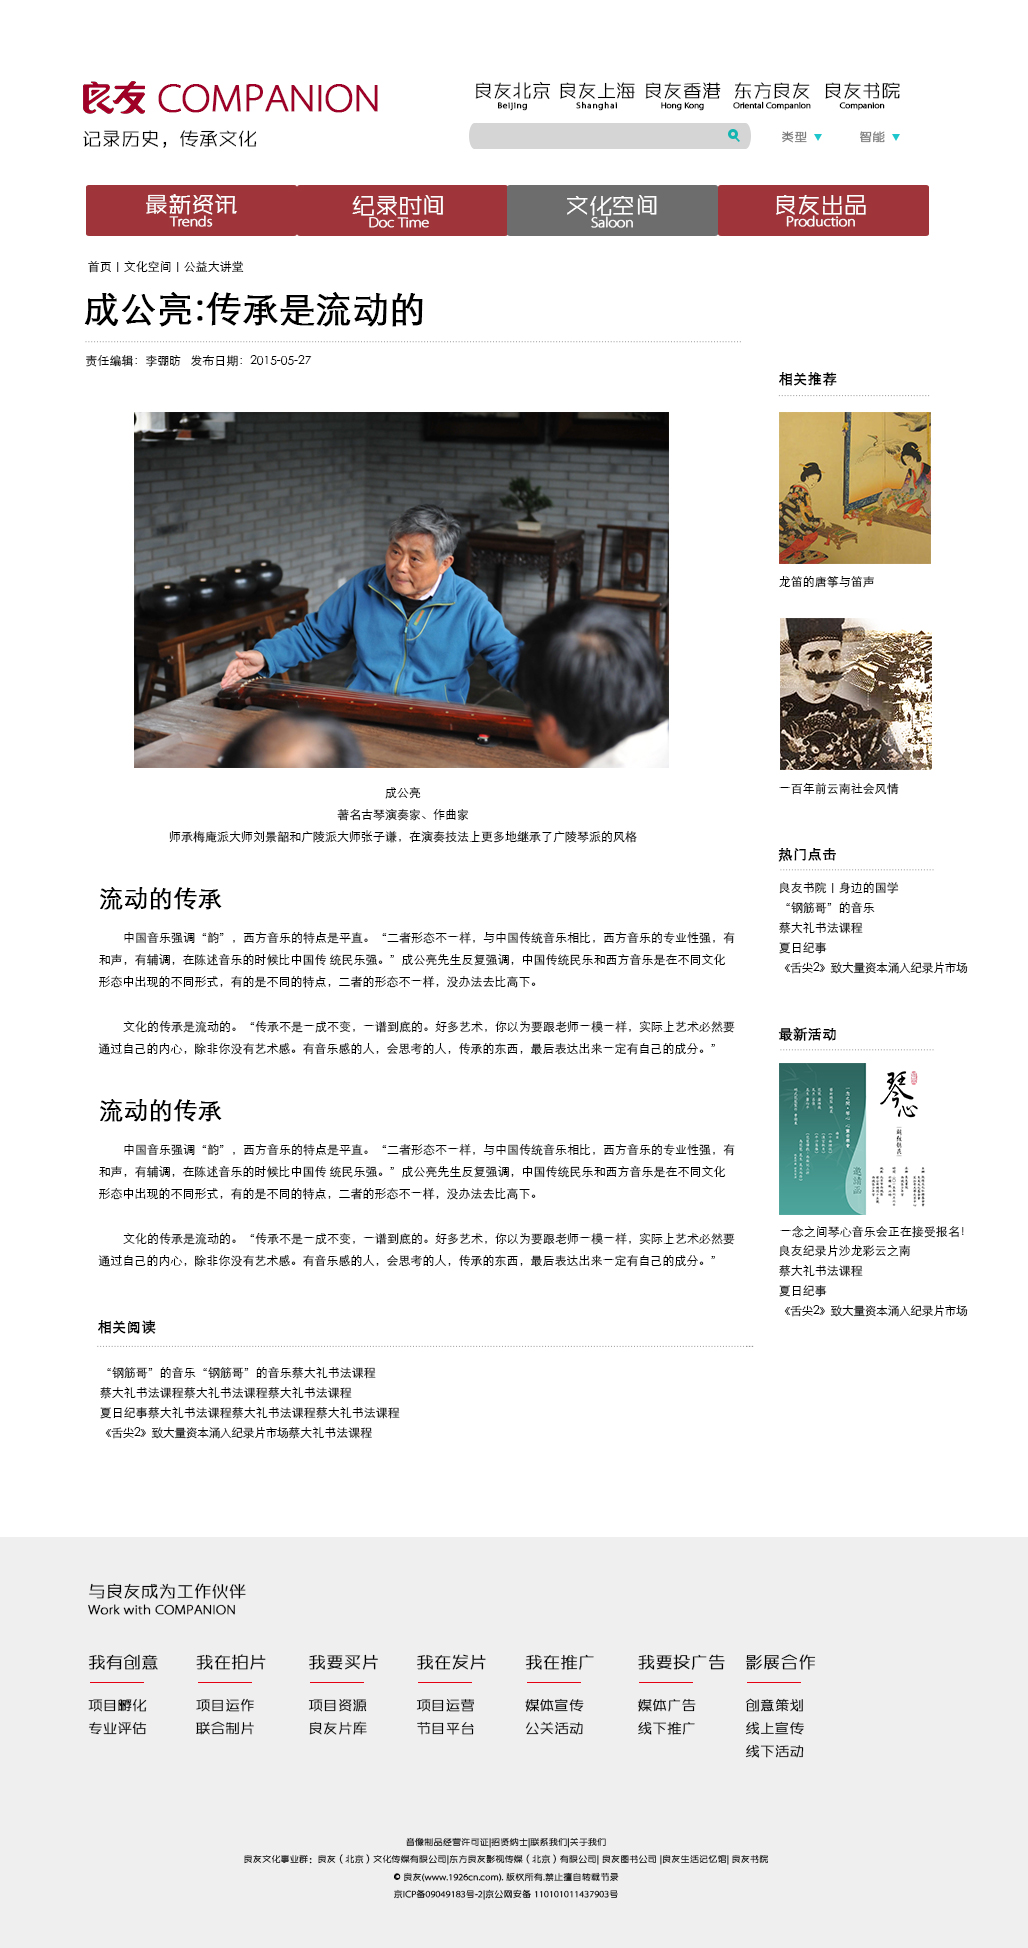 良友 COMPANION
记录历史，传承文化
良友北京 良友上海 良友香港 东方良友 良友书院
Beijing Shanghai Hong Kong Oriental Companion Companion
类型 智能
最新资讯 纪录时间 文化空间 良友出品
Trends Doc Time Saloon Production
首页 | 文化空间 | 公益大讲堂
成公亮:传承是流动的
责任编辑：李弸昉 发布日期：2015-05-27
成公亮
著名古琴演奏家、作曲家
师承梅庵派大师刘景韶和广陵派大师张子谦，在演奏技法上更多地继承了广陵琴派的风格
流动的传承
中国音乐强调“韵”，西方音乐的特点是平直。“二者形态不一样，与中国传统音乐相比，西方音乐的专业性强，有
和声，有辅调，在陈述音乐的时候比中国传 统民乐强。”成公亮先生反复强调，中国传统民乐和西方音乐是在不同文化
形态中出现的不同形式，有的是不同的特点，二者的形态不一样，没办法去比高下。
文化的传承是流动的。“传承不是一成不变，一谱到底的。好多艺术，你以为要跟老师一模一样，实际上艺术必然要
通过自己的内心，除非你没有艺术感。有音乐感的人，会思考的人，传承的东西，最后表达出来一定有自己的成分。”
流动的传承
中国音乐强调“韵”，西方音乐的特点是平直。“二者形态不一样，与中国传统音乐相比，西方音乐的专业性强，有
和声，有辅调，在陈述音乐的时候比中国传 统民乐强。”成公亮先生反复强调，中国传统民乐和西方音乐是在不同文化
形态中出现的不同形式，有的是不同的特点，二者的形态不一样，没办法去比高下。
文化的传承是流动的。“传承不是一成不变，一谱到底的。好多艺术，你以为要跟老师一模一样，实际上艺术必然要
通过自己的内心，除非你没有艺术感。有音乐感的人，会思考的人，传承的东西，最后表达出来一定有自己的成分。”
相关阅读
“钢筋哥”的音乐“钢筋哥”的音乐蔡大礼书法课程
蔡大礼书法课程蔡大礼书法课程蔡大礼书法课程
夏日纪事蔡大礼书法课程蔡大礼书法课程蔡大礼书法课程
《舌尖2》致大量资本涌入纪录片市场蔡大礼书法课程
相关推荐
龙笛的唐筝与笛声
一百年前云南社会风情
热门点击
良友书院 | 身边的国学
“钢筋哥”的音乐
蔡大礼书法课程
夏日纪事
《舌尖2》致大量资本涌入纪录片市场
最新活动
琴心
邀請函
一念之间琴心音乐会正在接受报名！
良友纪录片沙龙彩云之南
蔡大礼书法课程
夏日纪事
《舌尖2》致大量资本涌入纪录片市场
与良友成为工作伙伴
Work with COMPANION
我有创意 我在拍片 我要买片 我在发片 我在推广 我要投广告 影展合作
项目孵化 项目运作 项目资源 项目运营 媒体宣传 媒体广告 创意策划
专业评估 联合制片 良友片库 节目平台 公关活动 线下推广 线上宣传
线下活动
音像制品经营许可证|招贤纳士|联系我们|关于我们
良友文化事业群：良友（北京）文化传媒有限公司|东方良友影视传媒（北京）有限公司| 良友图书公司 |良友生活记忆馆| 良友书院
© 良友(www.1926cn.com). 版权所有.禁止擅自转载节录
京ICP备09049183号-2|京公网安备 110101011437903号